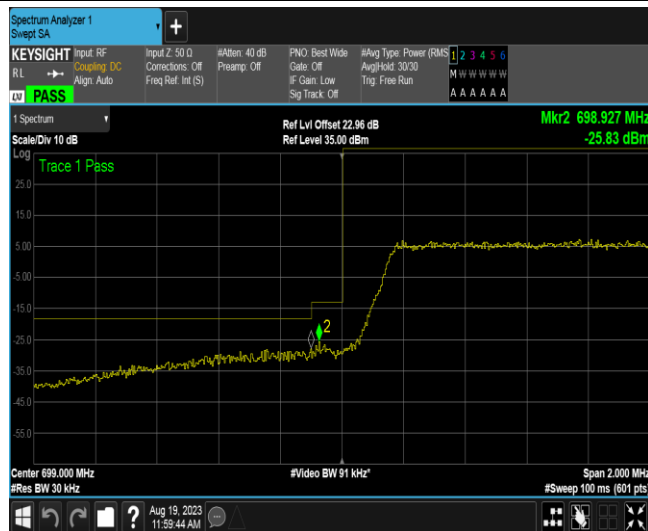 Spectrum Analyzer 1
Swept SA
+
KEYSIGHT Input: RF Input Z: 50 Ω #Atten: 40 dB PNO: Best Wide #Avg Type: Power (RMS 1 2 3 4 5 6
RL Coupling: DC Corrections: Off Preamp: Off Gate: Off Avg|Hold: 30/30 M W W W W W
Align: Auto Freq Ref: Int (S) IF Gain: Low Trig: Free Run
LXI PASS Sig Track: Off A A A A A A
1 Spectrum Ref Lvl Offset 22.96 dB Mkr2 698.927 MHz
Scale/Div 10 dB Ref Level 35.00 dBm -25.83 dBm
Log
Trace 1 Pass
25.0
15.0
5.00
-5.00
-15.0
-25.0
2
-35.0
-45.0
-55.0
Center 699.000 MHz #Video BW 91 kHz* Span 2.000 MHz
#Res BW 30 kHz #Sweep 100 ms (601 pts)
? Aug 19, 2023
11:59:44 AM